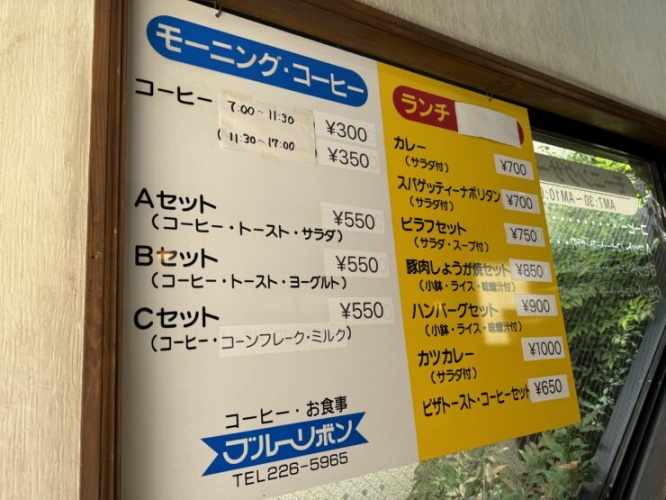 モーニング・コーヒー
コーヒー 7:00~11:30 ¥300
(11:30~17:00 ¥350
Aセット ¥550
(コーヒー・トースト・サラダ)
Bセット ¥550
(コーヒー・トースト・ヨーグルト)
Cセット ¥550
(コーヒー・コーンフレーク・ミルク)
コーヒー・お食事
ブルーリボン
TEL226-5965
ランチ
カレー ¥700
(サラダ付)
スパゲッティーナポリタン ¥700
(サラダ付)
ピラフセット ¥750
(サラダ・スープ付)
豚肉しょうが焼セット ¥850
(小鉢・ライス・味噌汁付)
ハンバーグセット ¥900
(小鉢・ライス・味噌汁付)
カツカレー ¥1000
(サラダ付)
ピザトースト・コーヒーセット ¥650